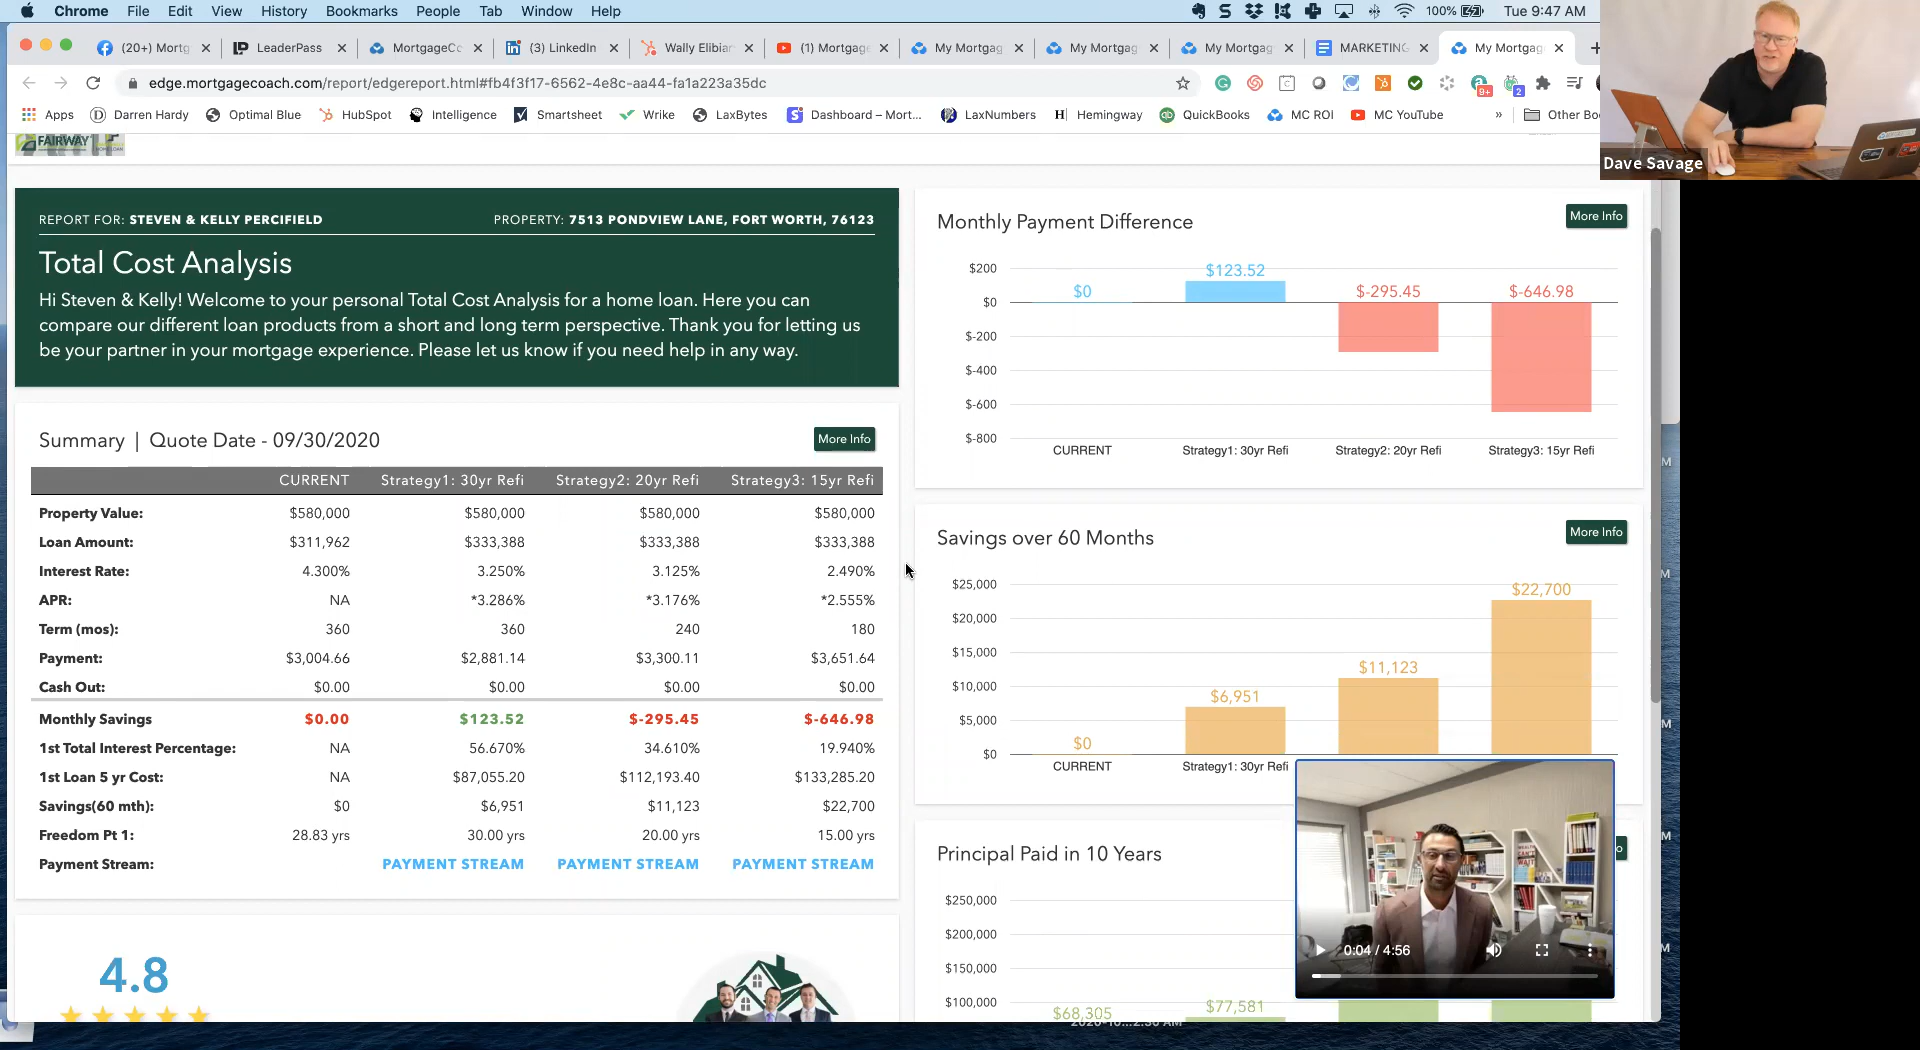 Chrome File Edit View History Bookmarks People Tab Window Help
100% Tue 9:47 AM
(20+) Mortg LeaderPass MortgageCo (3) LinkedIn Wally Elibiar (1) Mortgage My Mortgag My Mortgag My Mortgag MARKETING My Mortgag
edge.mortgagecoach.com/report/edgereport.html#fb4f3f17-6562-4e8c-aa44-fa1a223a35dc
9+ 2
Apps Darren Hardy Optimal Blue HubSpot Intelligence Smartsheet Wrike LaxBytes Dashboard – Mort... LaxNumbers Hemingway QuickBooks MC ROI MC YouTube » Other Bo
Dave Savage
FAIRWAY
REPORT FOR: STEVEN & KELLY PERCIFIELD PROPERTY: 7513 PONDVIEW LANE, FORT WORTH, 76123
Total Cost Analysis
Hi Steven & Kelly! Welcome to your personal Total Cost Analysis for a home loan. Here you can
compare our different loan products from a short and long term perspective. Thank you for letting us
be your partner in your mortgage experience. Please let us know if you need help in any way.
Summary | Quote Date - 09/30/2020 More Info
CURRENT Strategy1: 30yr Refi Strategy2: 20yr Refi Strategy3: 15yr Refi
Property Value: $580,000 $580,000 $580,000 $580,000
Loan Amount: $311,962 $333,388 $333,388 $333,388
Interest Rate: 4.300% 3.250% 3.125% 2.490%
APR: NA *3.286% *3.176% *2.555%
Term (mos): 360 360 240 180
Payment: $3,004.66 $2,881.14 $3,300.11 $3,651.64
Cash Out: $0.00 $0.00 $0.00 $0.00
Monthly Savings $0.00 $123.52 $-295.45 $-646.98
1st Total Interest Percentage: NA 56.670% 34.610% 19.940%
1st Loan 5 yr Cost: NA $87,055.20 $112,193.40 $133,285.20
Savings(60 mth): $0 $6,951 $11,123 $22,700
Freedom Pt 1: 28.83 yrs 30.00 yrs 20.00 yrs 15.00 yrs
Payment Stream: PAYMENT STREAM PAYMENT STREAM PAYMENT STREAM
4.8
Monthly Payment Difference More Info
$200
$0
$-200
$-400
$-600
$-800
$0 $123.52 $-295.45 $-646.98
CURRENT Strategy1: 30yr Refi Strategy2: 20yr Refi Strategy3: 15yr Refi
Savings over 60 Months More Info
$25,000
$20,000
$15,000
$10,000
$5,000
$0
$0 $6,951 $11,123 $22,700
CURRENT Strategy1: 30yr Refi
Principal Paid in 10 Years
$250,000
$200,000
$150,000
$100,000
$68,305 $77,581
0:04 / 4:56